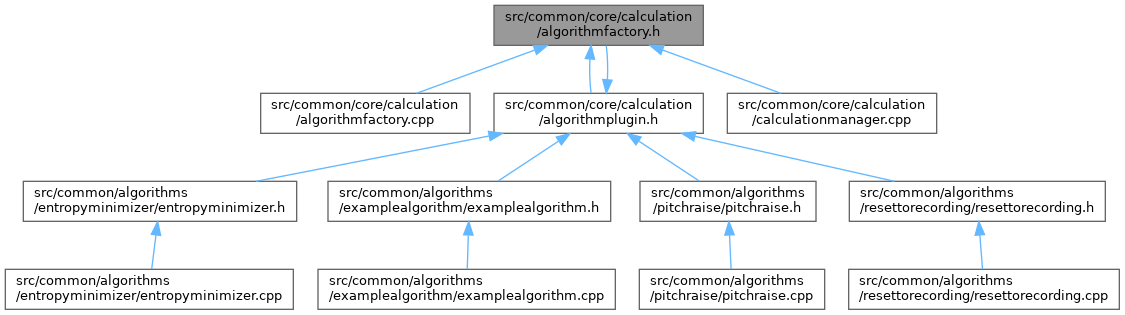 src/common/core/calculation
/algorithmfactory.h
src/common/core/calculation
/algorithmfactory.cpp
src/common/core/calculation
/algorithmplugin.h
src/common/core/calculation
/calculationmanager.cpp
src/common/algorithms
/entropyminimizer/entropyminimizer.h
src/common/algorithms
/examplealgorithm/examplealgorithm.h
src/common/algorithms
/pitchraise/pitchraise.h
src/common/algorithms
/resettorecording/resettorecording.h
src/common/algorithms
/entropyminimizer/entropyminimizer.cpp
src/common/algorithms
/examplealgorithm/examplealgorithm.cpp
src/common/algorithms
/pitchraise/pitchraise.cpp
src/common/algorithms
/resettorecording/resettorecording.cpp